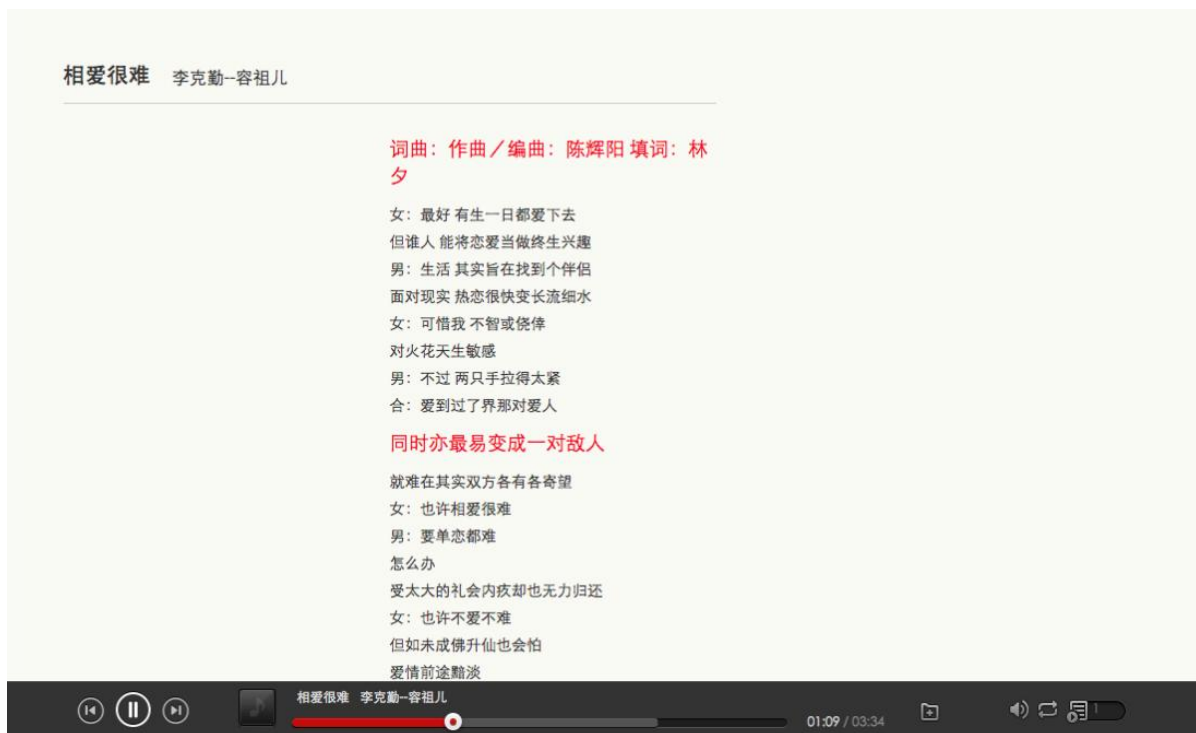 相爱很难 李克勤--容祖儿
词曲：作曲／编曲：陈辉阳 填词：林
夕
女：最好 有生一日都爱下去
但谁人 能将恋爱当做终生兴趣
男：生活 其实旨在找到个伴侣
面对现实 热恋很快变长流细水
女：可惜我 不智或侥倖
对火花天生敏感
男：不过 两只手拉得太紧
合：爱到过了界那对爱人
同时亦最易变成一对敌人
就难在其实双方各有各寄望
女：也许相爱很难
男：要单恋都难
怎么办
受太大的礼会内疚却也无力归还
女：也许不爱不难
但如未成佛升仙也会怕
爱情前途黯淡
相爱很难 李克勤--容祖儿
01:09 / 03:34
1